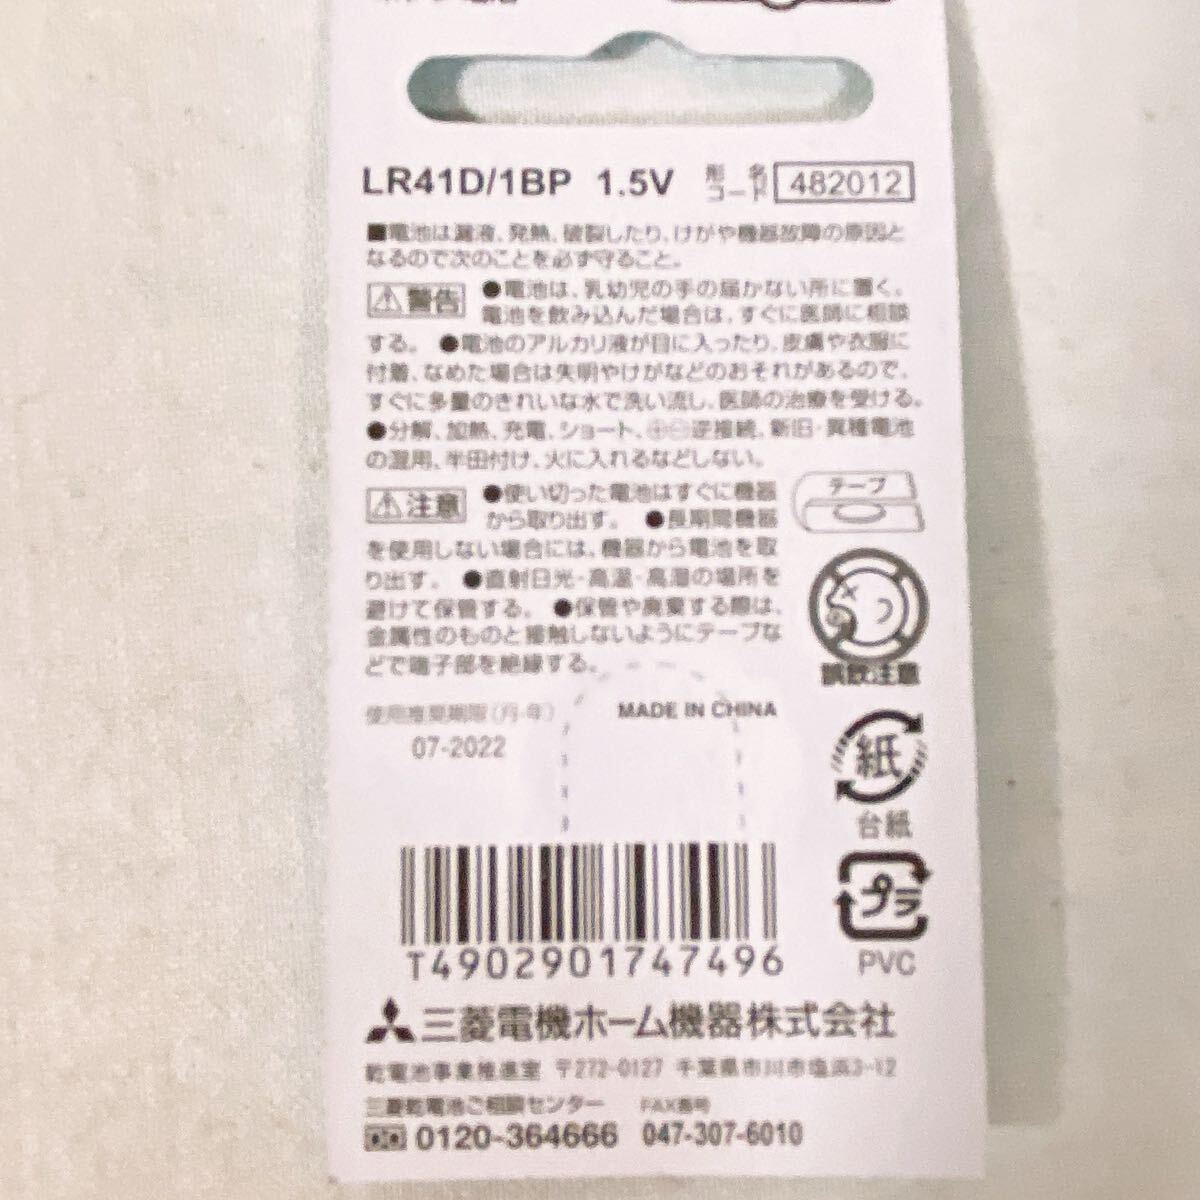 LR41D/1BP 1.5V 形名コード 482012
■電池は漏液、発熱、破裂したり、けがや機器故障の原因と
なるので次のことを必ず守ること。
⚠警告 ●電池は、乳幼児の手の届かない所に置く。
電池を飲み込んだ場合は、すぐに医師に相談
する。 ●電池のアルカリ液が目に入ったり、皮膚や衣服に
付着、なめた場合は失明やけがなどのおそれがあるので、
すぐに多量のきれいな水で洗い流し、医師の治療を受ける。
●分解、加熱、充電、ショート、⊕⊖逆接続、新旧・異種電池
の混用、半田付け、火に入れるなどしない。
⚠注意 ●使い切った電池はすぐに機器
から取り出す。 ●長期間機器
を使用しない場合には、機器から電池を取
り出す。 ●直射日光・高温・高湿の場所を
避けて保管する。 ●保管や廃棄する際は、
金属性のものと接触しないようにテープな
どで端子部を絶縁する。
テープ
誤飲注意
使用推奨期限(月-年)
07-2022
MADE IN CHINA
紙
台紙
プラ
PVC
T4902901747496
三菱電機ホーム機器株式会社
乾電池事業推進室 〒272-0127 千葉県市川市塩浜3-12
三菱乾電池ご相談センター FAX番号
0120-364666 047-307-6010